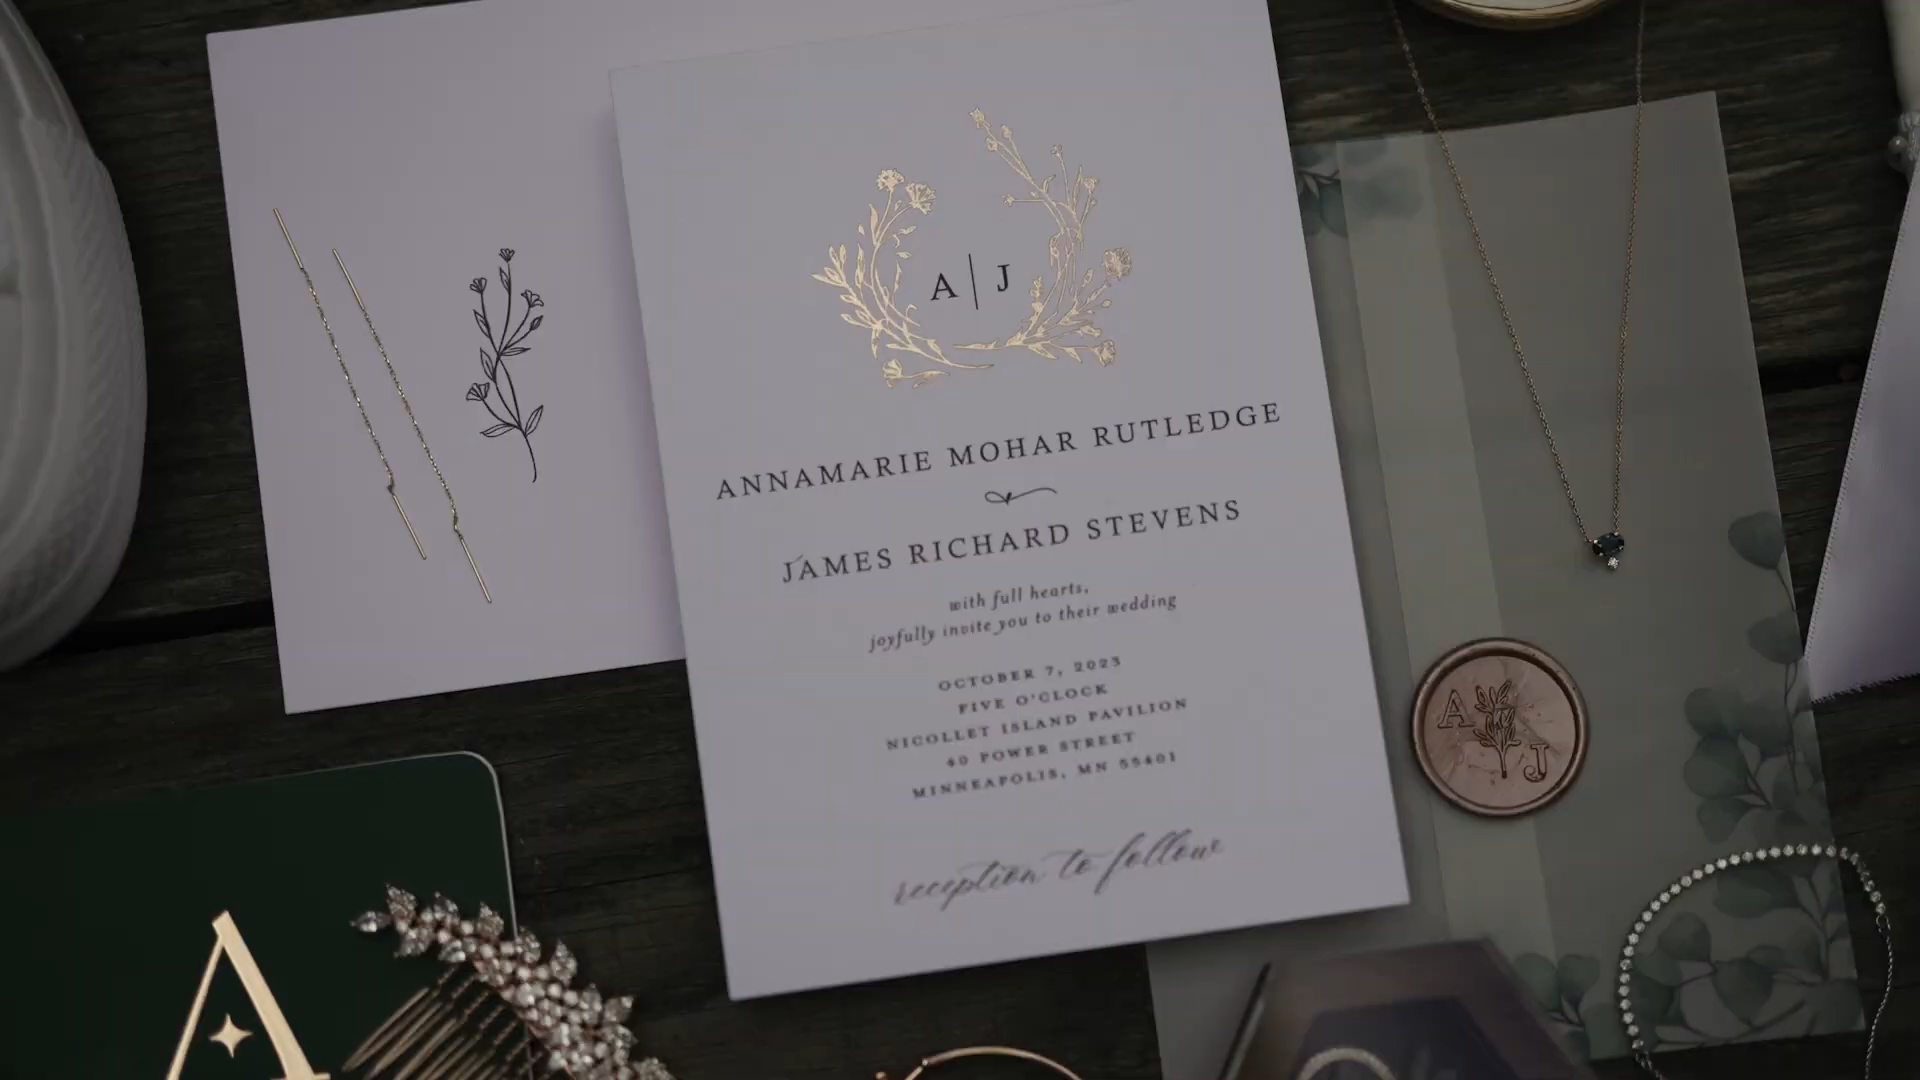 A | J
ANNAMARIE MOHAR RUTLEDGE
JAMES RICHARD STEVENS
with full hearts,
joyfully invite you to their wedding
OCTOBER 7, 2023
FIVE O'CLOCK
NICOLLET ISLAND PAVILION
40 POWER STREET
MINNEAPOLIS, MN 55401
reception to follow
A J
A